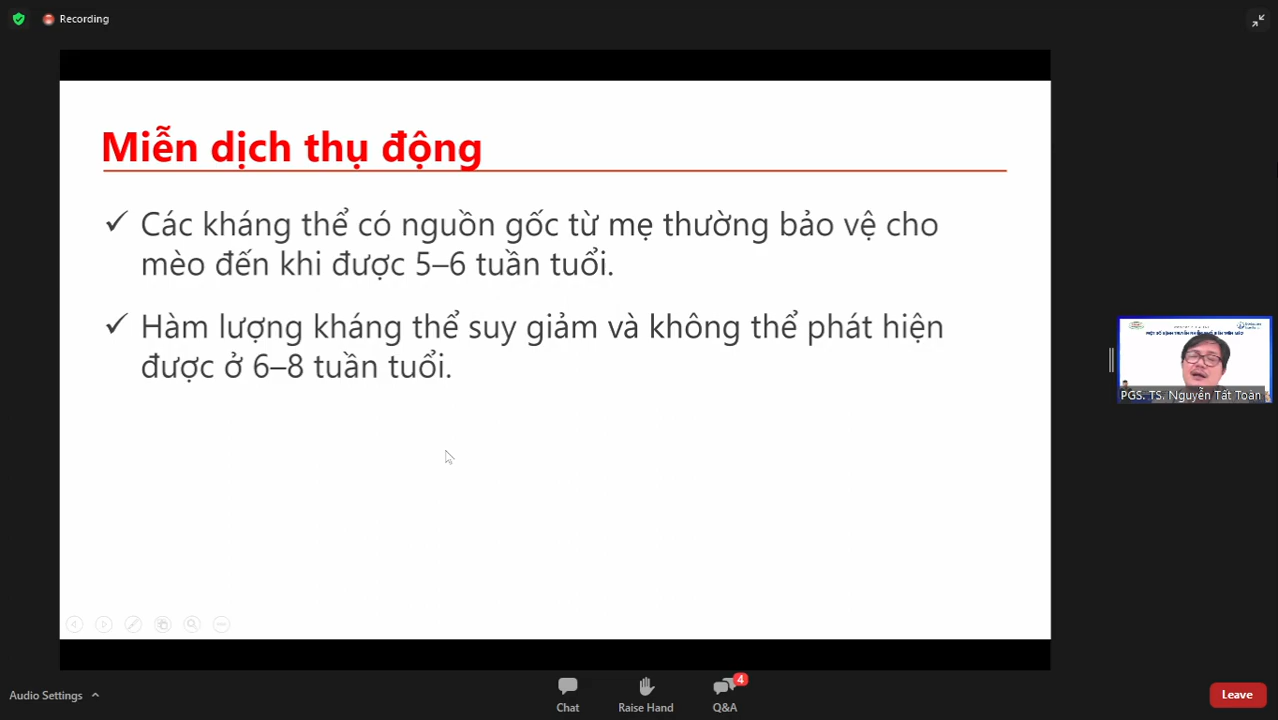 Recording
Miễn dịch thụ động
✓ Các kháng thể có nguồn gốc từ mẹ thường bảo vệ cho
mèo đến khi được 5–6 tuần tuổi.
✓ Hàm lượng kháng thể suy giảm và không thể phát hiện
được ở 6–8 tuần tuổi.
PGS. TS. Nguyễn Tất Toàn
Audio Settings
Chat
Raise Hand
4
Q&A
Leave